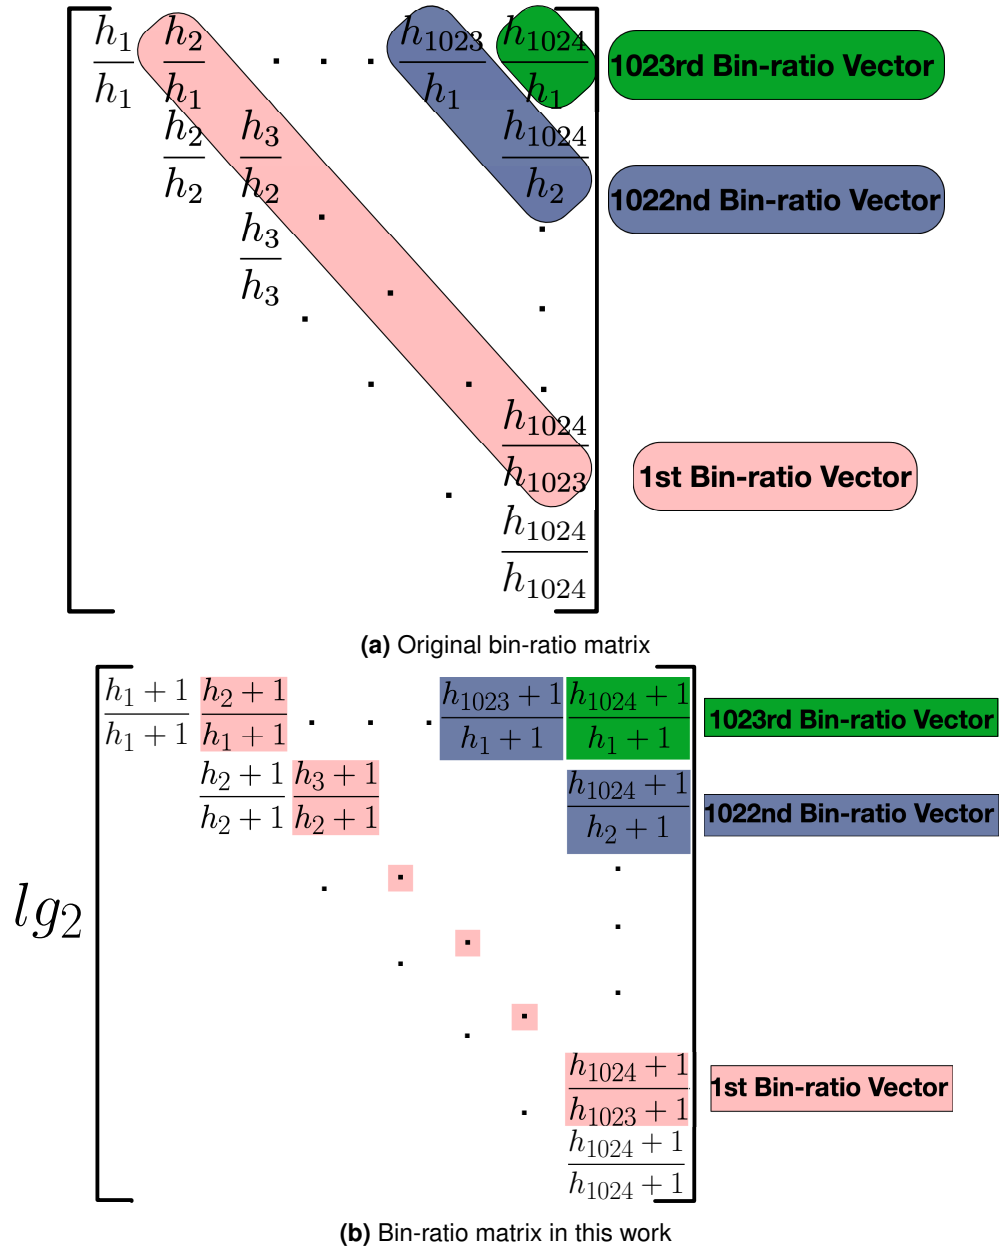 h₁/h₁ h₂/h₁ . . . h₁₀₂₃/h₁ h₁₀₂₄/h₁ 1023rd Bin-ratio Vector
h₂/h₂ h₃/h₂ h₁₀₂₄/h₂ 1022nd Bin-ratio Vector
h₃/h₃
h₁₀₂₄/h₁₀₂₃ 1st Bin-ratio Vector
h₁₀₂₄/h₁₀₂₄
(a) Original bin-ratio matrix
h₁ + 1/h₁ + 1 h₂ + 1/h₁ + 1 . . . h₁₀₂₃ + 1/h₁ + 1 h₁₀₂₄ + 1/h₁ + 1 1023rd Bin-ratio Vector
h₂ + 1/h₂ + 1 h₃ + 1/h₂ + 1 h₁₀₂₄ + 1/h₂ + 1 1022nd Bin-ratio Vector
lg₂
h₁₀₂₄ + 1/h₁₀₂₃ + 1 1st Bin-ratio Vector
h₁₀₂₄ + 1/h₁₀₂₄ + 1
(b) Bin-ratio matrix in this work